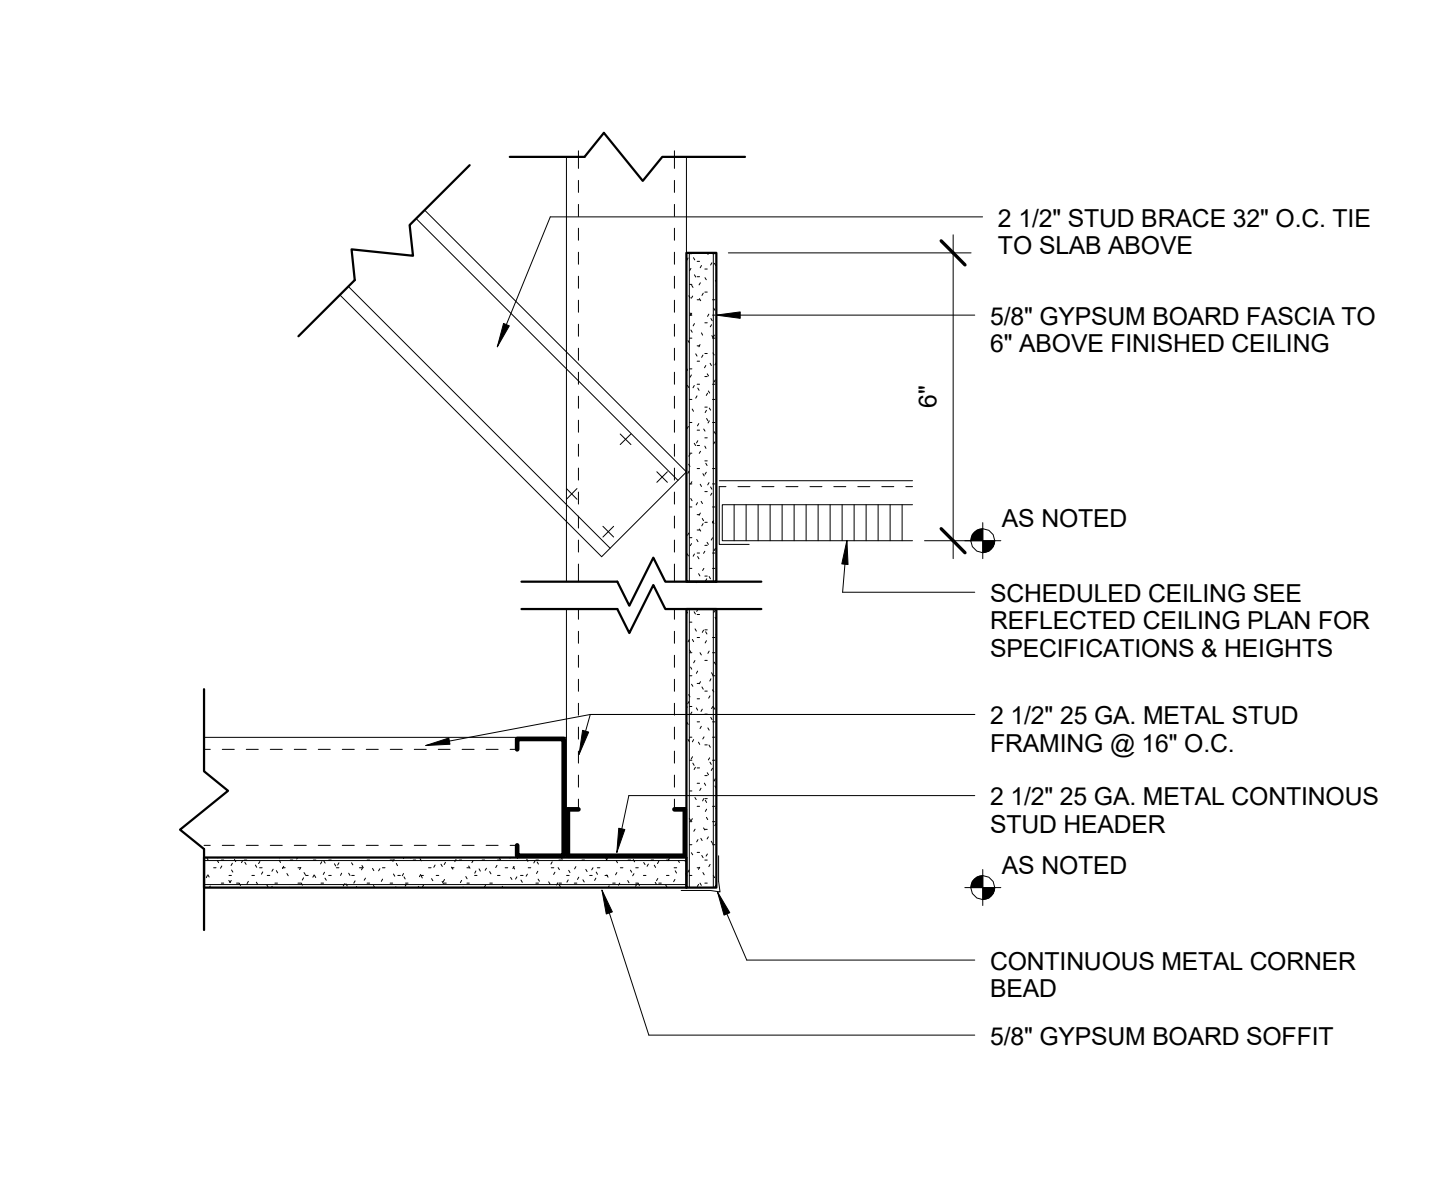 2 1/2" STUD BRACE 32" O.C. TIE
TO SLAB ABOVE
5/8" GYPSUM BOARD FASCIA TO
6" ABOVE FINISHED CEILING
6"
AS NOTED
SCHEDULED CEILING SEE
REFLECTED CEILING PLAN FOR
SPECIFICATIONS & HEIGHTS
2 1/2" 25 GA. METAL STUD
FRAMING @ 16" O.C.
2 1/2" 25 GA. METAL CONTINOUS
STUD HEADER
AS NOTED
CONTINUOUS METAL CORNER
BEAD
5/8" GYPSUM BOARD SOFFIT